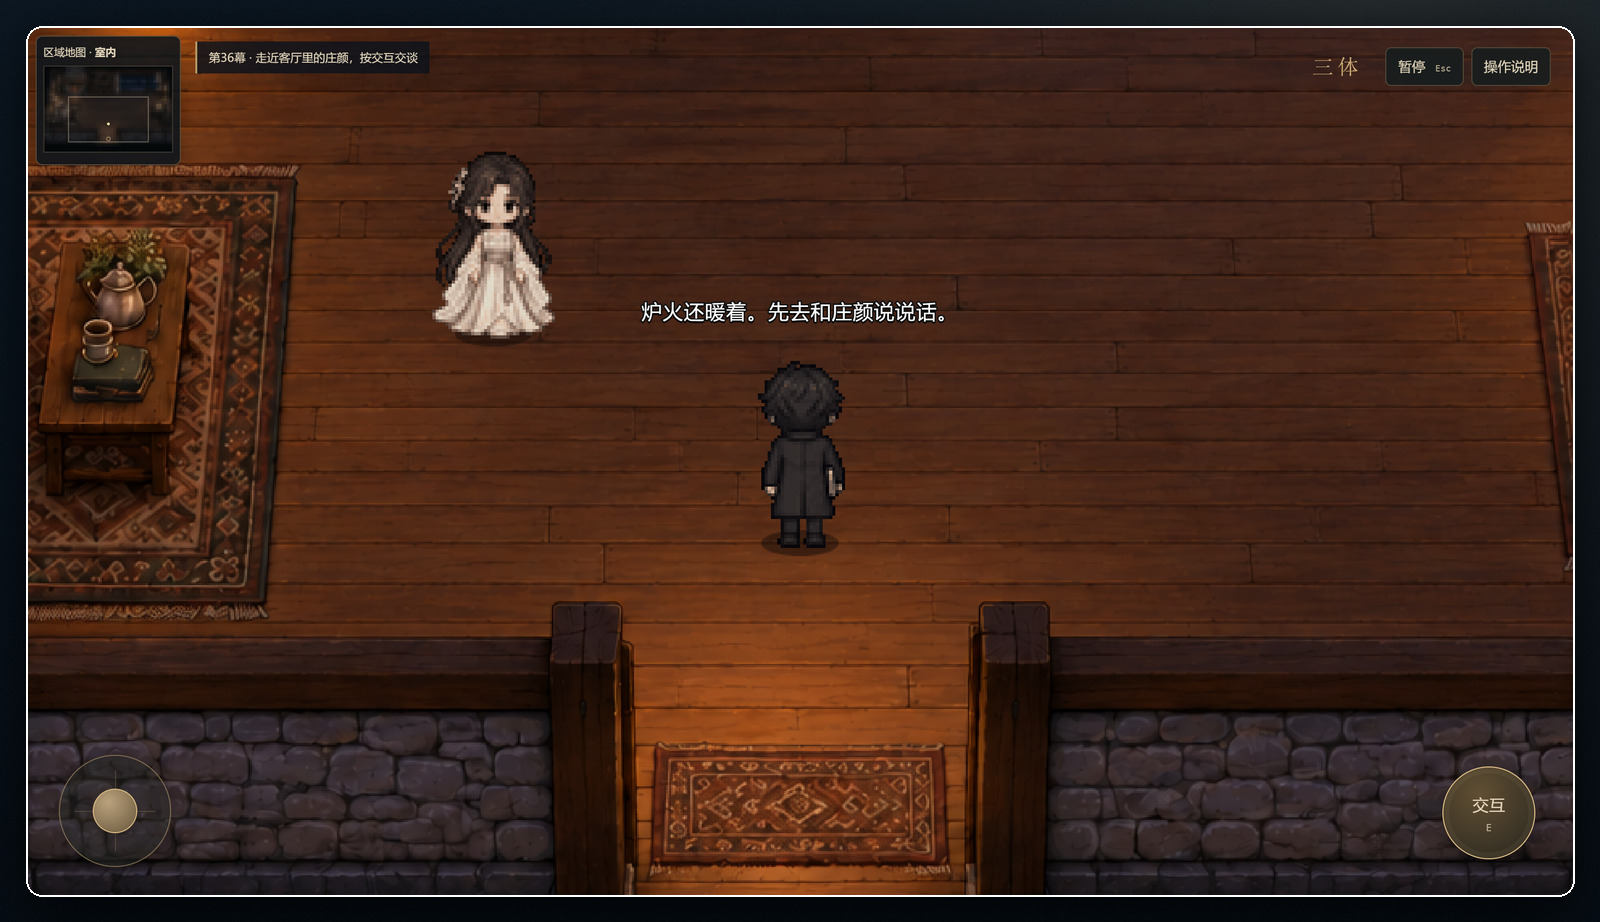 区域地图 · 室内
第36幕 · 走近客厅里的庄颜，按交互交谈
三体
暂停 Esc
操作说明
炉火还暖着。先去和庄颜说说话。
交互
E